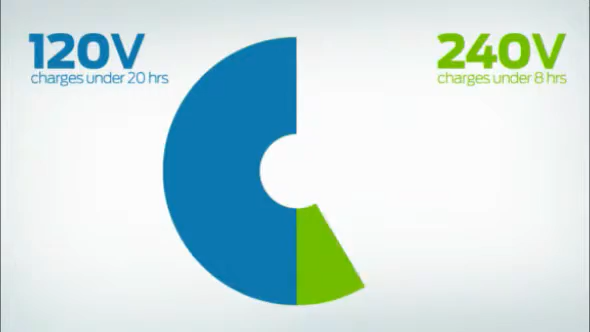 120V
charges under 20 hrs
240V
charges under 8 hrs